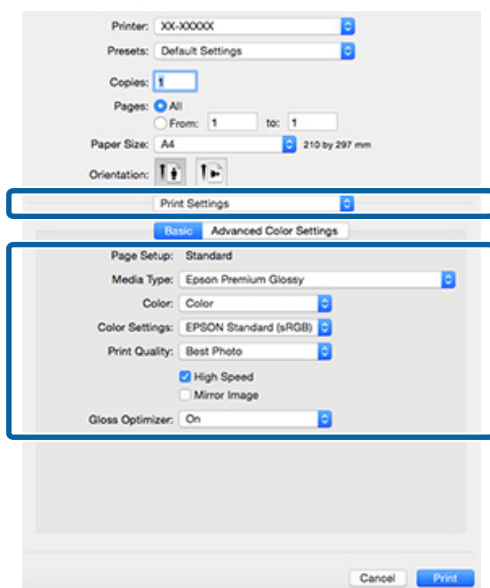 Printer: XX-XXXXX
Presets: Default Settings
Copies: 1
Pages: All
From: 1 to: 1
Paper Size: A4 210 by 297 mm
Orientation:
Print Settings
Basic Advanced Color Settings
Page Setup: Standard
Media Type: Epson Premium Glossy
Color: Color
Color Settings: EPSON Standard (sRGB)
Print Quality: Best Photo
High Speed
Mirror Image
Gloss Optimizer: On
Cancel Print